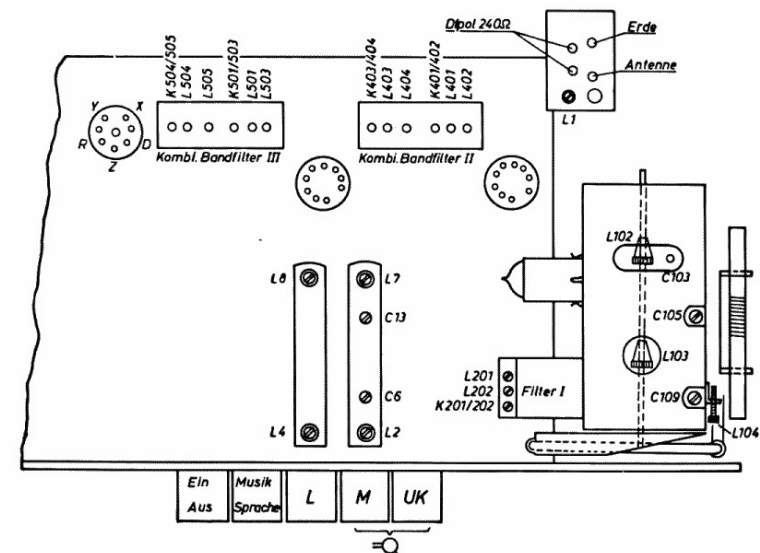 Dipol 240Ω
Erde
Antenne
L1
K504/505
L504
L505
K501/503
L501
L503
K403/404
L403
L404
K401/402
L401
L402
Y
X
R
D
Z
Kombi. Bandfilter III
Kombi. Bandfilter II
L102
C103
L8
L7
C13
C105
L103
L201
L202
K201/202
Filter I
C6
C109
L4
L2
L104
Ein
Aus
Musik
Sprache
L
M
UK